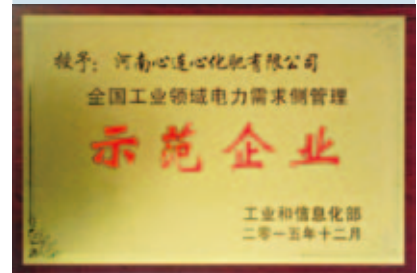 授予：河南心连心化肥有限公司
全国工业领域电力需求侧管理
示范企业
工业和信息化部
二零一五年十二月